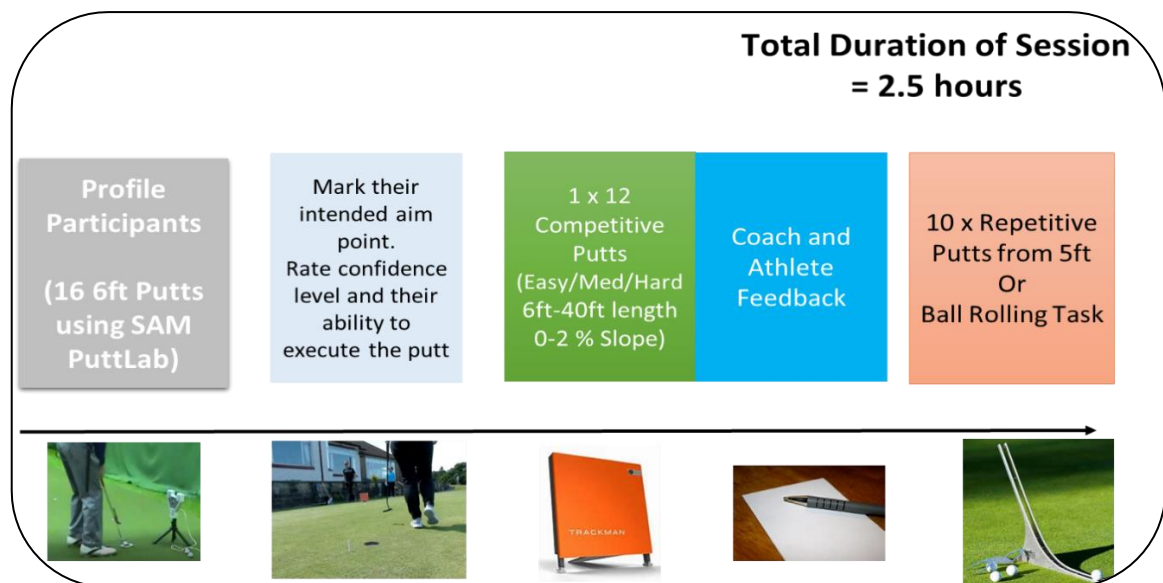 Total Duration of Session
= 2.5 hours
Profile
Participants
(16 6ft Putts
using SAM
PuttLab)
Mark their
intended aim
point.
Rate confidence
level and their
ability to
execute the putt
1 x 12
Competitive
Putts
(Easy/Med/Hard
6ft-40ft length
0-2 % Slope)
Coach and
Athlete
Feedback
10 x Repetitive
Putts from 5ft
Or
Ball Rolling Task
TRACKMAN